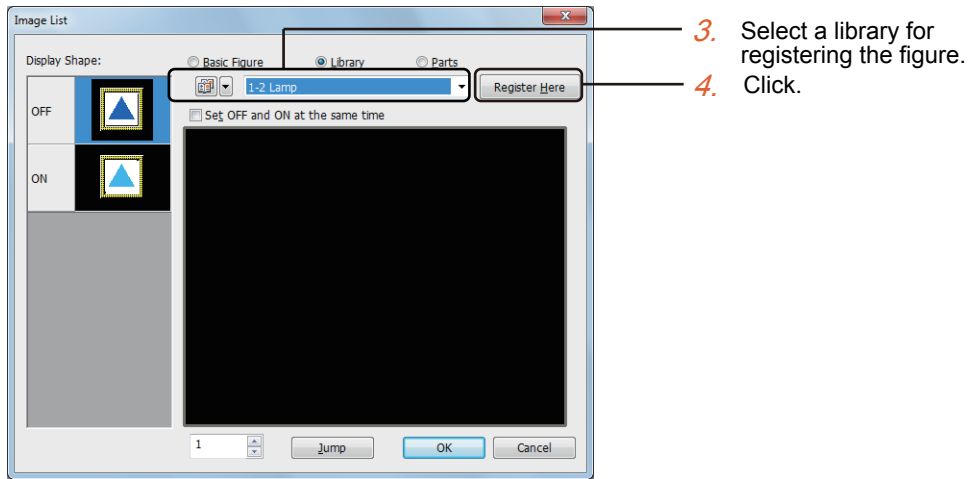 Image List
Display Shape:
Basic Figure
Library
Parts
1-2 Lamp
Register Here
Set OFF and ON at the same time
OFF
ON
1
Jump
OK
Cancel
3. Select a library for
registering the figure.
4. Click.